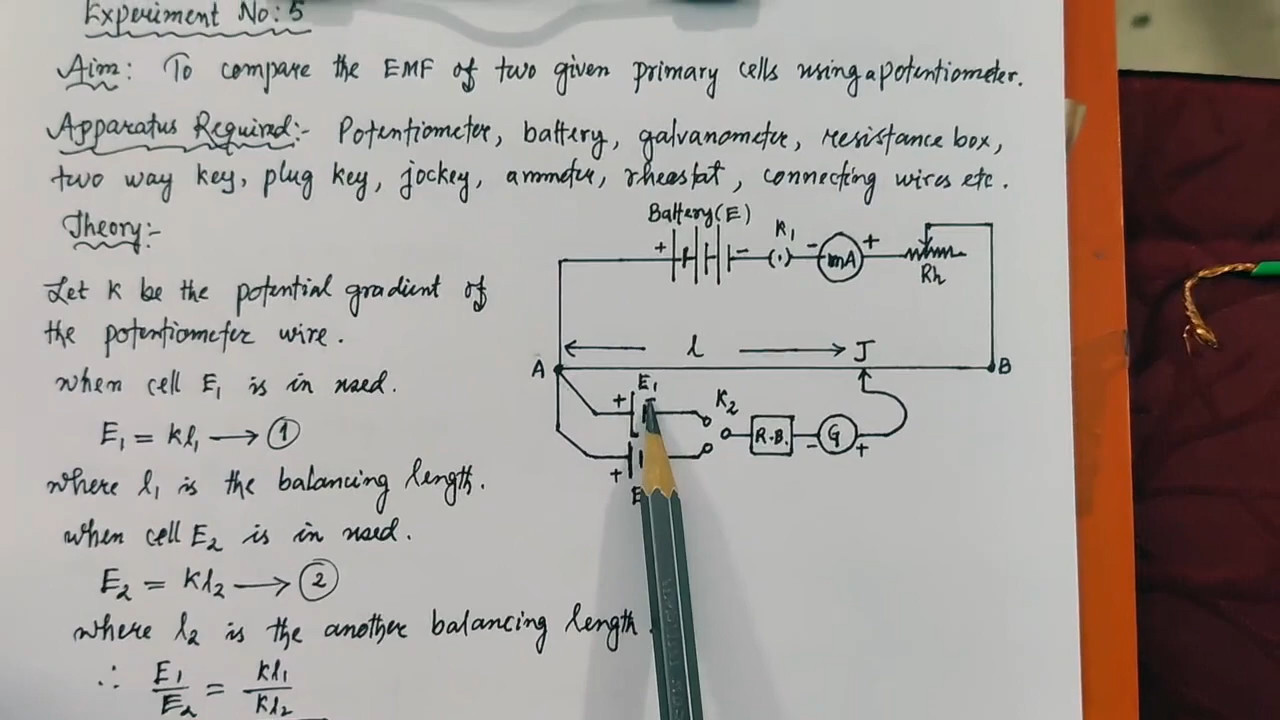 Experiment No: 5
Aim: To compare the EMF of two given primary cells using a potentiometer.
Apparatus Required:- Potentiometer, battery, galvanometer, resistance box,
two way key, plug key, jockey, ammeter, rheostat, connecting wires etc.
Theory:-
Let K be the potential gradient of
the potentiometer wire.
when cell E₁ is in used.
E₁ = Kl₁ → ①
where l₁ is the balancing length.
when cell E₂ is in used.
E₂ = Kl₂ → ②
where l₂ is the another balancing length.
∴ E₁/E₂ = Kl₁/Kl₂
Battery(E)
+ - K₁ - mA +
Rh
l J
A B
E₁
+ K₂
R.B. - G +
+
E